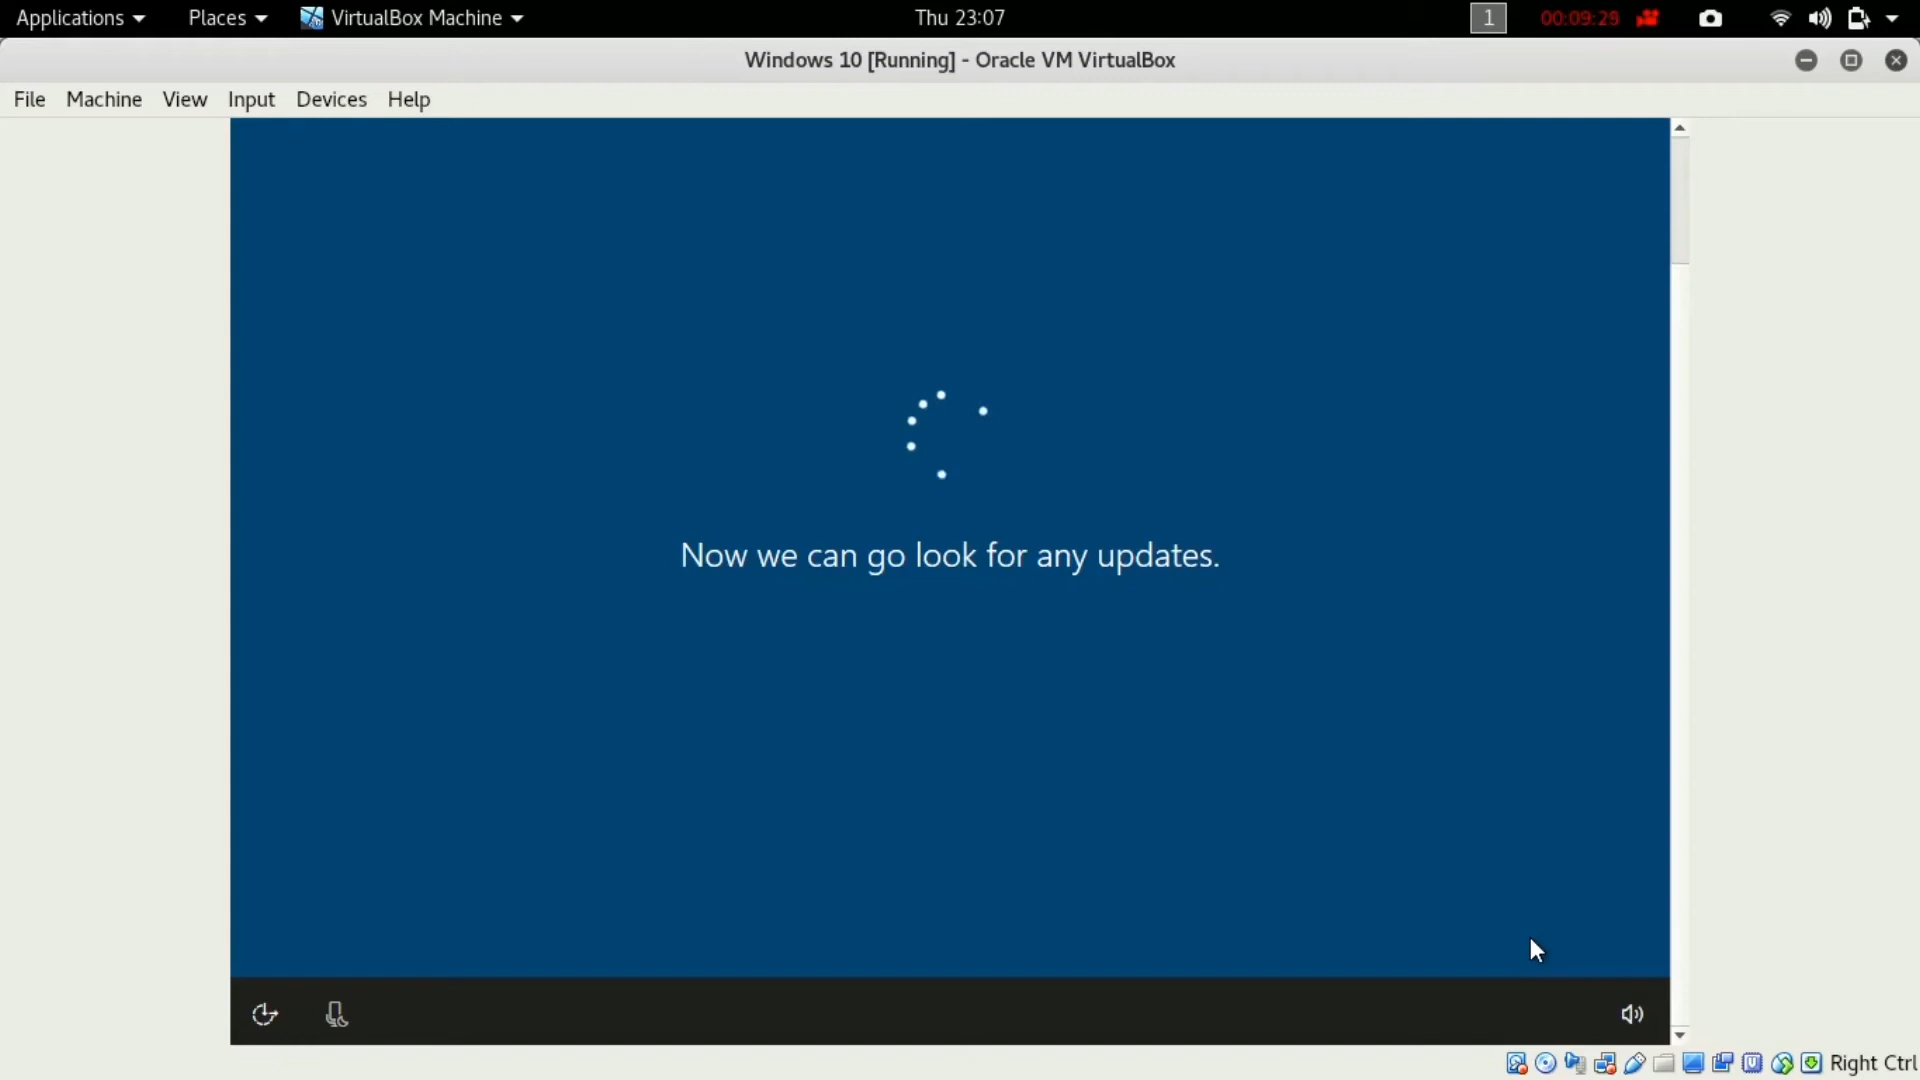 Applications Places VirtualBox Machine Thu 23:07 1 00:09:29
Windows 10 [Running] - Oracle VM VirtualBox
File Machine View Input Devices Help
Now we can go look for any updates.
Right Ctrl